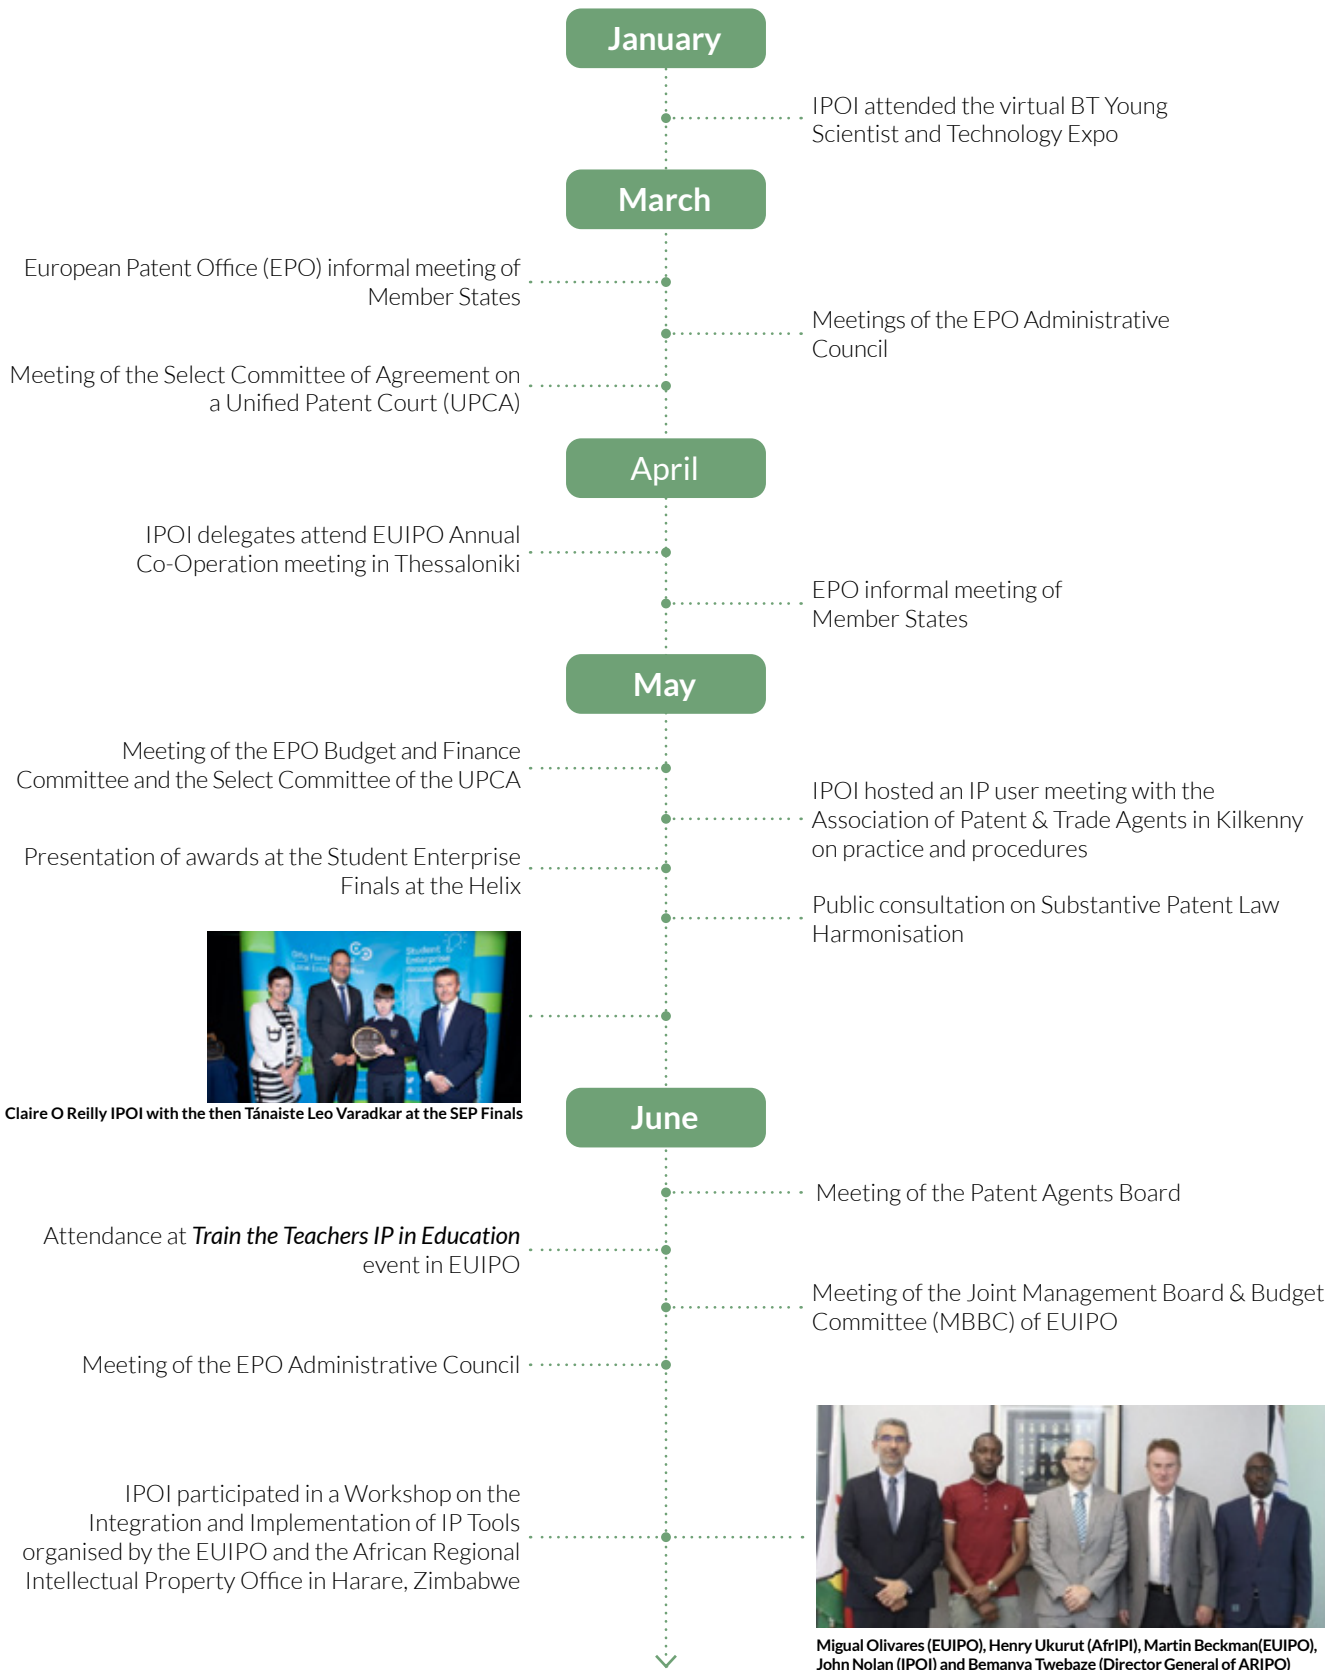 January
IPOI attended the virtual BT Young
Scientist and Technology Expo
March
European Patent Office (EPO) informal meeting of
Member States
Meetings of the EPO Administrative
Council
Meeting of the Select Committee of Agreement on
a Unified Patent Court (UPCA)
April
IPOI delegates attend EUIPO Annual
Co-Operation meeting in Thessaloniki
EPO informal meeting of
Member States
May
Meeting of the EPO Budget and Finance
Committee and the Select Committee of the UPCA
IPOI hosted an IP user meeting with the
Association of Patent & Trade Agents in Kilkenny
on practice and procedures
Presentation of awards at the Student Enterprise
Finals at the Helix
Public consultation on Substantive Patent Law
Harmonisation
Student
Enterprise
Claire O Reilly IPOI with the then Tánaiste Leo Varadkar at the SEP Finals
June
Meeting of the Patent Agents Board
Attendance at Train the Teachers IP in Education
event in EUIPO
Meeting of the Joint Management Board & Budget
Committee (MBBC) of EUIPO
Meeting of the EPO Administrative Council
IPOI participated in a Workshop on the
Integration and Implementation of IP Tools
organised by the EUIPO and the African Regional
Intellectual Property Office in Harare, Zimbabwe
Migual Olivares (EUIPO), Henry Ukurut (AfrIPI), Martin Beckman(EUIPO),
John Nolan (IPOI) and Bemanya Twebaze (Director General of ARIPO)